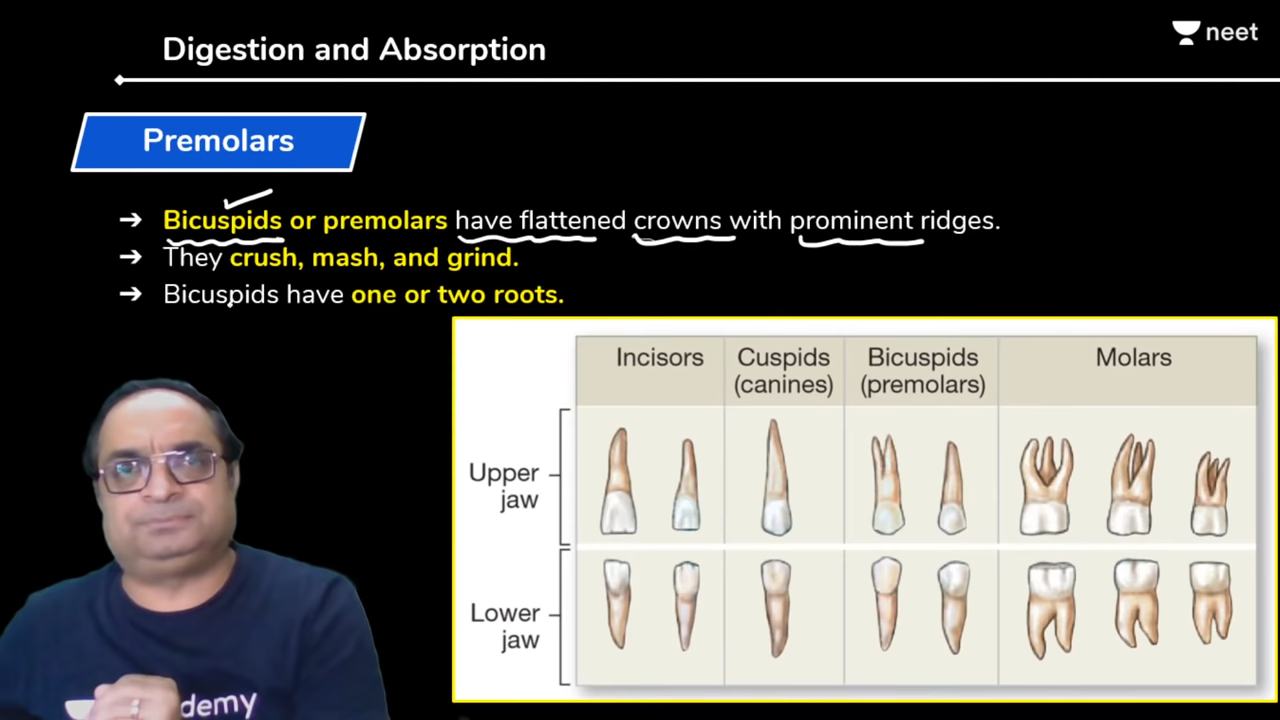 Digestion and Absorption
neet
Premolars
➔ Bicuspids or premolars have flattened crowns with prominent ridges.
➔ They crush, mash, and grind.
➔ Bicuspids have one or two roots.
Incisors
Cuspids
(canines)
Bicuspids
(premolars)
Molars
Upper
jaw
Lower
jaw
demy